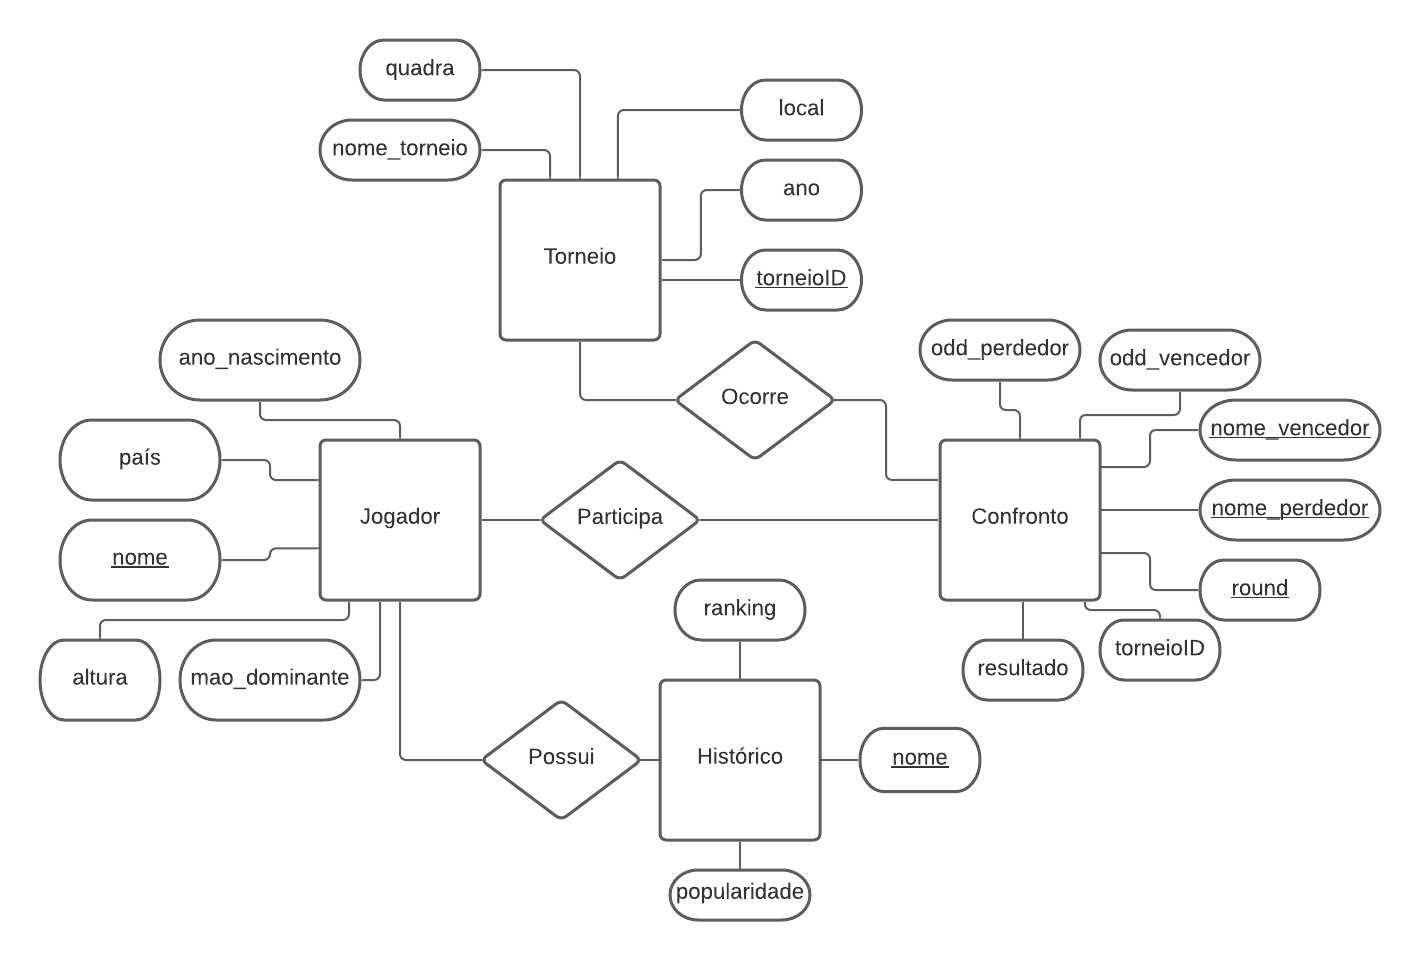 quadra
local
nome_torneio
ano
Torneio
torneioID
ano_nascimento
odd_perdedor
odd_vencedor
Ocorre
nome_vencedor
país
Jogador
Participa
Confronto
nome_perdedor
nome
round
ranking
torneioID
altura
mao_dominante
resultado
Possui
Histórico
nome
popularidade